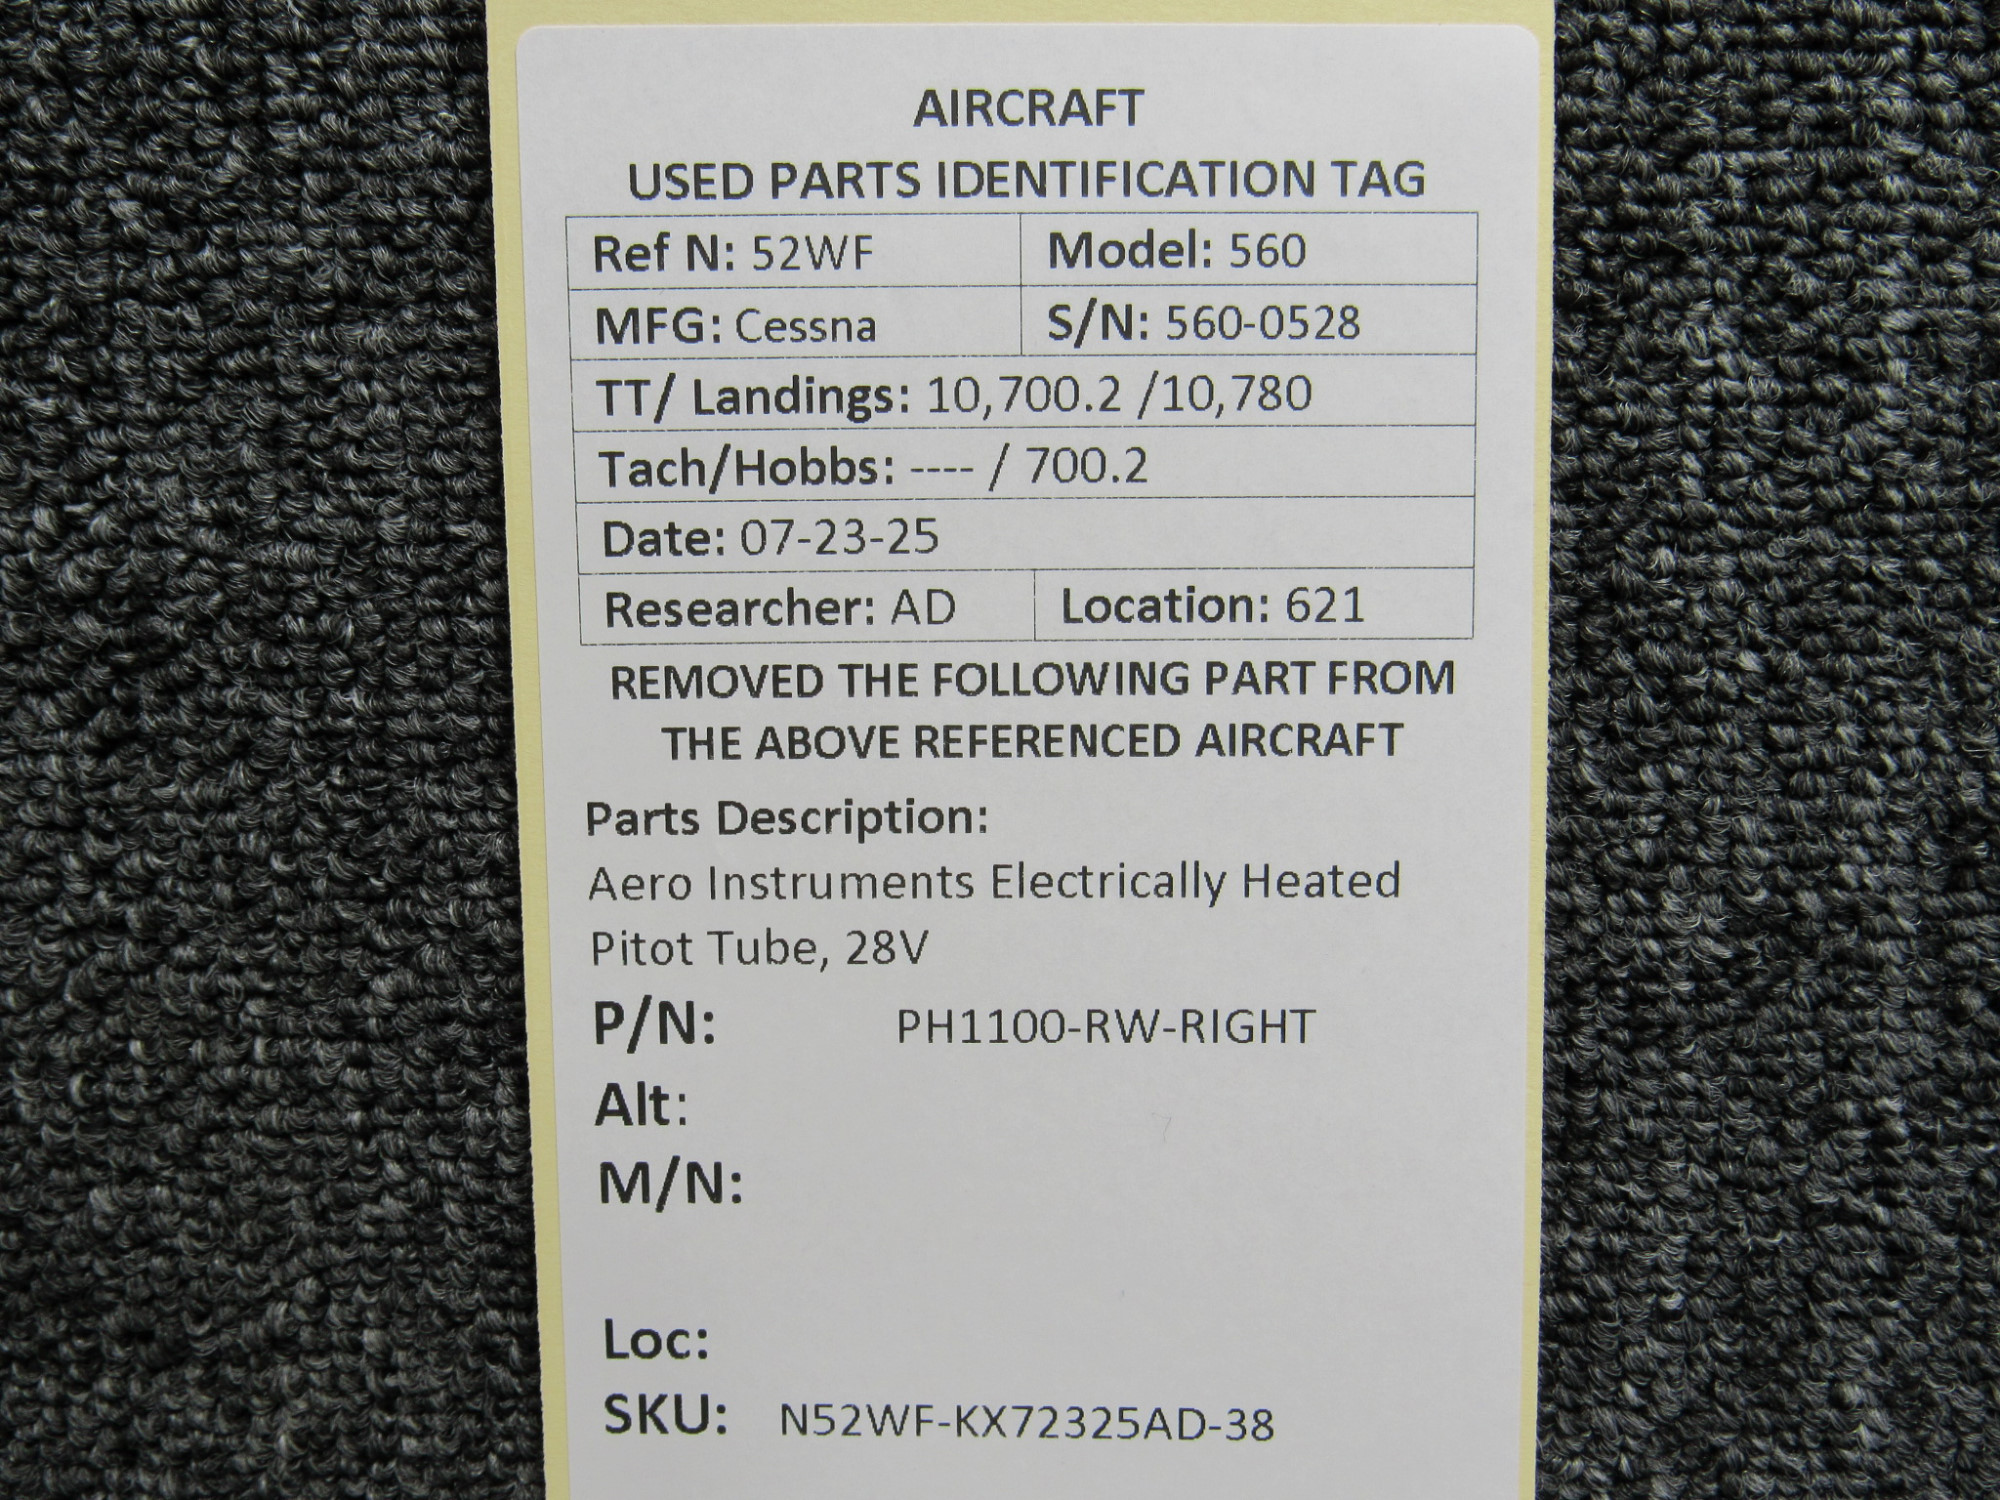 AIRCRAFT
USED PARTS IDENTIFICATION TAG
Ref N: 52WF Model: 560
MFG: Cessna S/N: 560-0528
TT/ Landings: 10,700.2 /10,780
Tach/Hobbs: ---- / 700.2
Date: 07-23-25
Researcher: AD Location: 621
REMOVED THE FOLLOWING PART FROM
THE ABOVE REFERENCED AIRCRAFT
Parts Description:
Aero Instruments Electrically Heated
Pitot Tube, 28V
P/N: PH1100-RW-RIGHT
Alt:
M/N:
Loc:
SKU: N52WF-KX72325AD-38